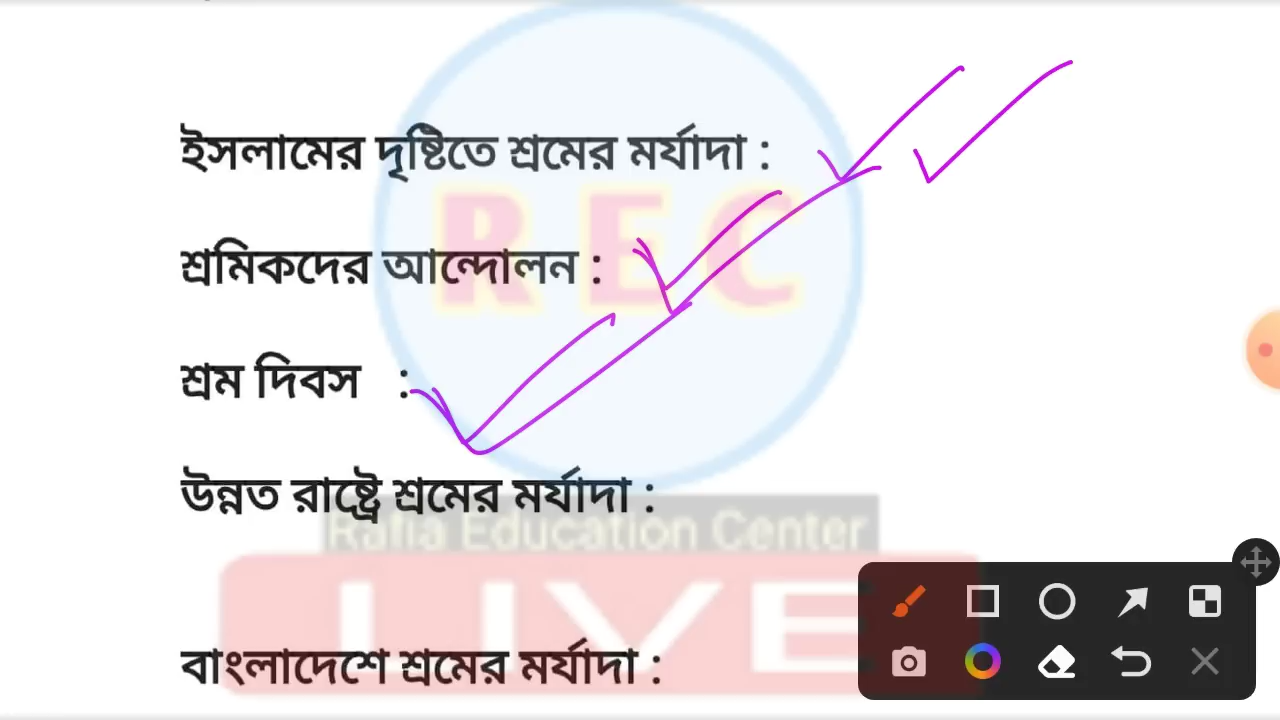 ইসলামের দৃষ্টিতে শ্রমের মর্যাদা :
REC
শ্রমিকদের আন্দোলন :
শ্রম দিবস :
উন্নত রাষ্ট্রে শ্রমের মর্যাদা :
Rafia Education Center
LIVE
বাংলাদেশে শ্রমের মর্যাদা :